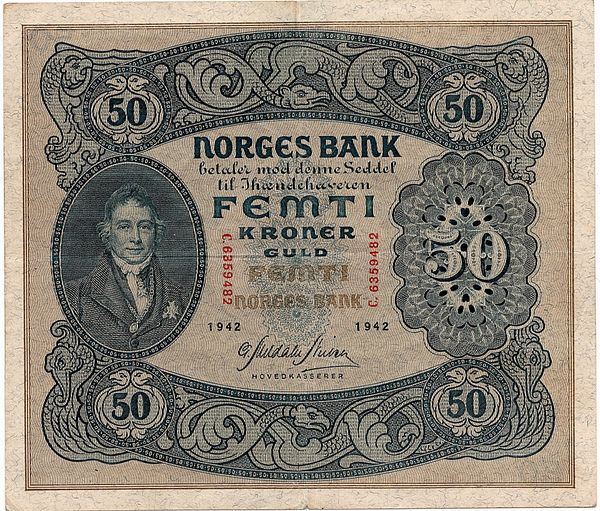 50 50
NORGES BANK
betaler mod denne Seddel
til Ihændehaveren
FEMTI
KRONER
GULD
FEMTI
NORGES BANK
C. 6359482
C. 6359482
1942 1942
HOVEDKASSERER
50
50 50